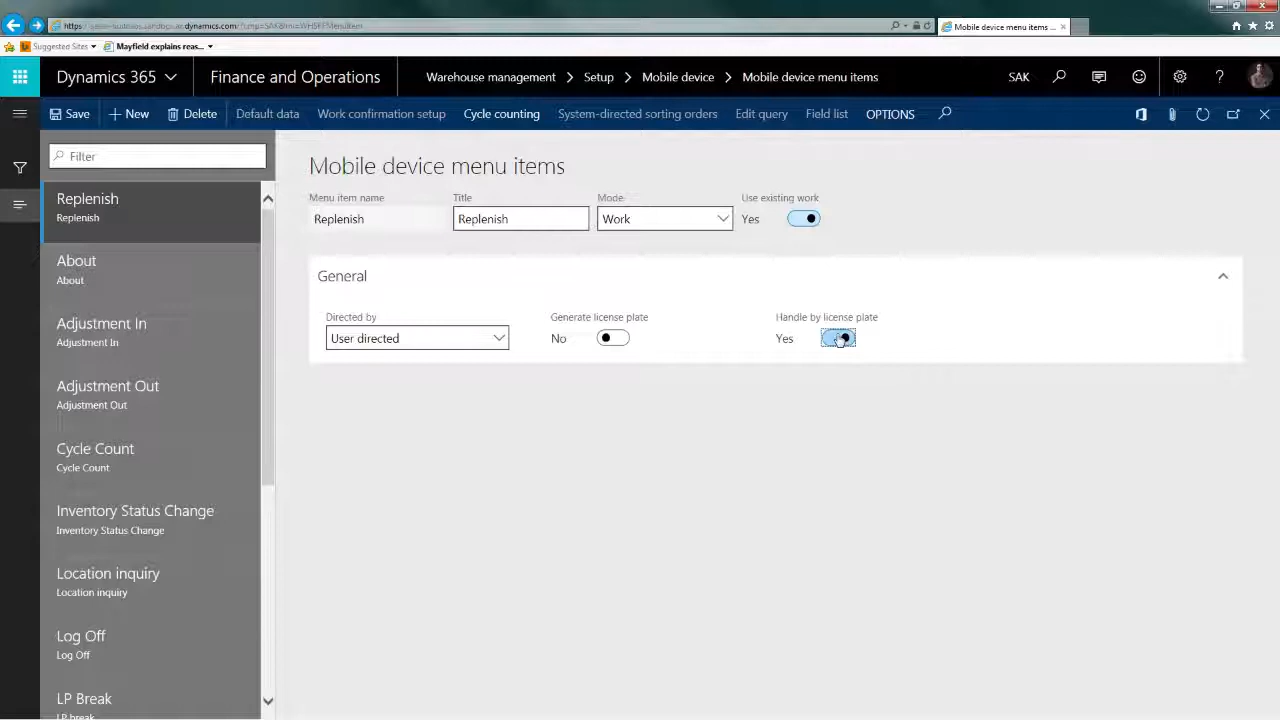 Mobile device menu items ...
Suggested Sites
Mayfield explains reas...
Dynamics 365
Finance and Operations
Warehouse management > Setup > Mobile device > Mobile device menu items
SAK
?
Save
+ New
Delete
Default data
Work confirmation setup
Cycle counting
System-directed sorting orders
Edit query
Field list
OPTIONS
Filter
Replenish
Replenish
About
About
Adjustment In
Adjustment In
Adjustment Out
Adjustment Out
Cycle Count
Cycle Count
Inventory Status Change
Inventory Status Change
Location inquiry
Location inquiry
Log Off
Log Off
LP Break
LP break
Mobile device menu items
Menu item name
Title
Mode
Use existing work
Replenish
Replenish
Work
Yes
General
Directed by
Generate license plate
Handle by license plate
User directed
No
Yes